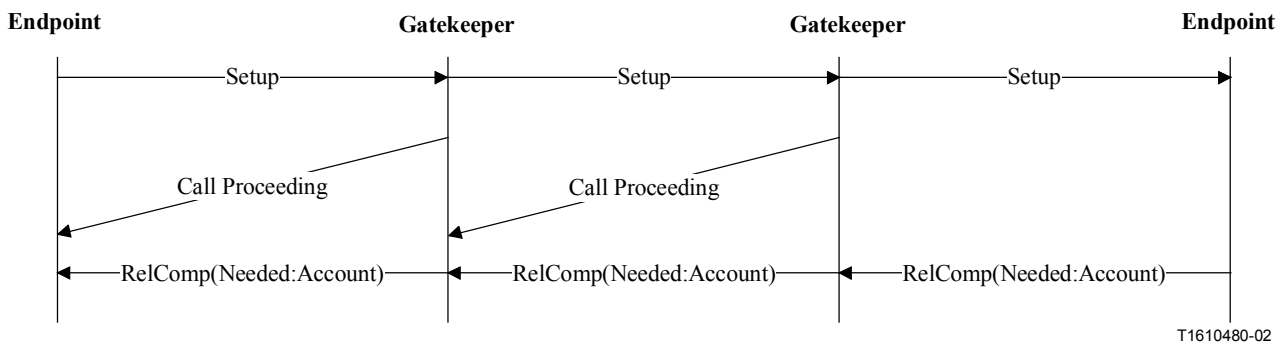 Endpoint Gatekeeper Gatekeeper Endpoint
Setup Setup Setup
Call Proceeding Call Proceeding
RelComp(Needed:Account) RelComp(Needed:Account) RelComp(Needed:Account)
T1610480-02